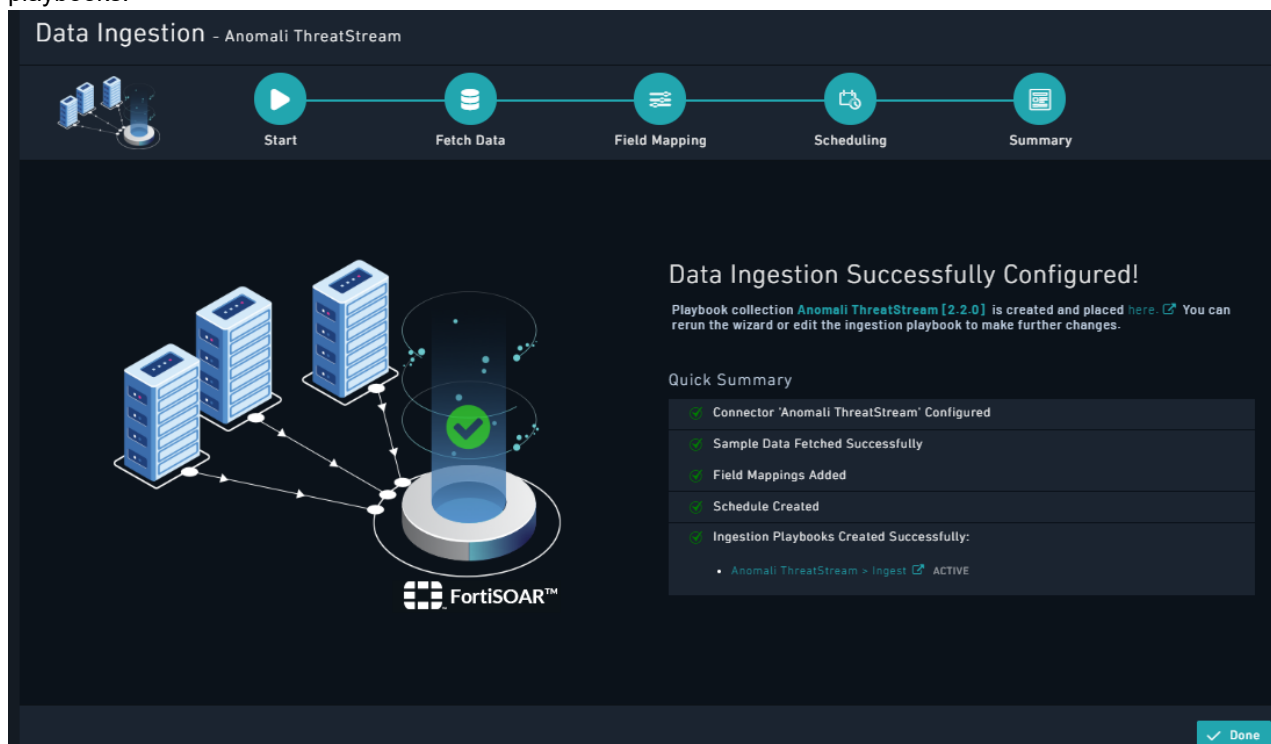 playbooks.
Data Ingestion - Anomali ThreatStream
Start
Fetch Data
Field Mapping
Scheduling
Summary
Data Ingestion Successfully Configured!
Playbook collection Anomali ThreatStream [2.2.0] is created and placed here. You can
rerun the wizard or edit the ingestion playbook to make further changes.
Quick Summary
Connector 'Anomali ThreatStream' Configured
Sample Data Fetched Successfully
Field Mappings Added
Schedule Created
Ingestion Playbooks Created Successfully:
• Anomali ThreatStream > Ingest ACTIVE
FortiSOAR™
Done